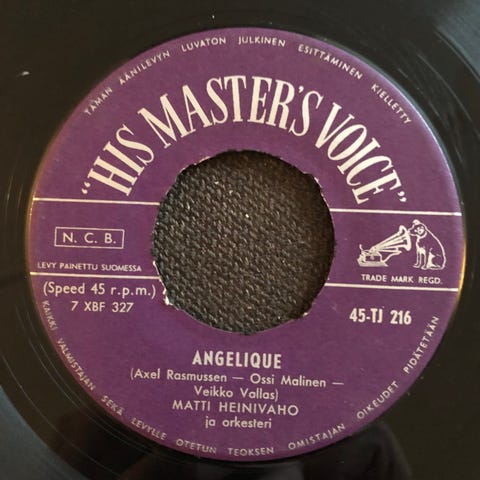 TÄMÄN ÄÄNILEVYN LUVATON JULKINEN ESITTÄMINEN KIELLETTY
"HIS MASTER'S VOICE"
N. C. B.
LEVY PAINETTU SUOMESSA
TRADE MARK REGD.
(Speed 45 r.p.m.)
7 XBF 327
45-TJ 216
ANGELIQUE
(Axel Rasmussen — Ossi Malinen —
Veikko Vallas)
MATTI HEINIVAHO
ja orkesteri
KAIKKI VALMISTAJAN SEKÄ LEVYLLE OTETUN TEOKSEN OMISTAJAN OIKEUDET PIDÄTETÄÄN